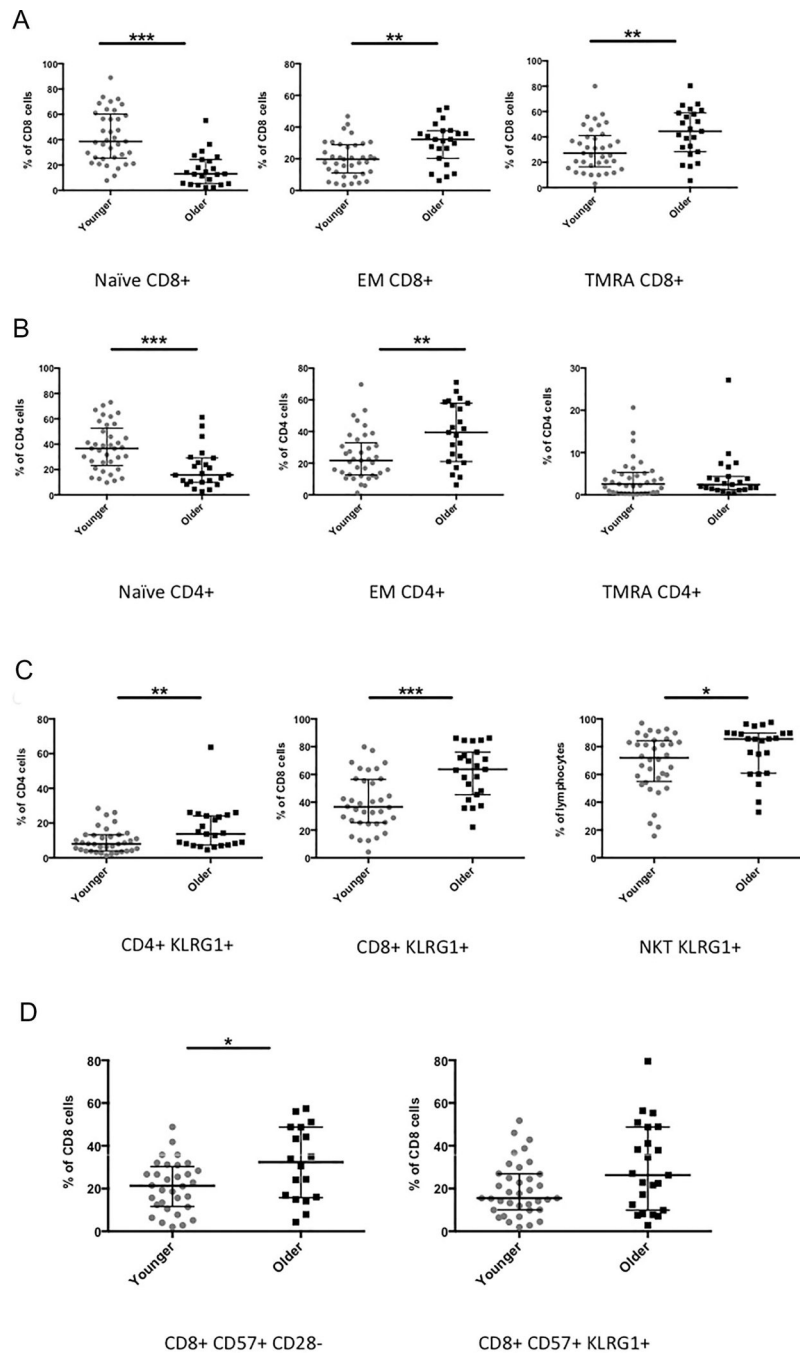 A
*** ** **
% of CD8 cells 100 80 60 40 20 0 Younger Older
% of CD8 cells 80 60 40 20 0 Younger Older
% of CD8 cells 100 80 60 40 20 0 Younger Older
Naïve CD8+ EM CD8+ TMRA CD8+
B
*** **
% of CD4 cells 100 80 60 40 20 0 Younger Older
% of CD4 cells 80 60 40 20 0 Younger Older
% of CD4 cells 30 20 10 0 Younger Older
Naïve CD4+ EM CD4+ TMRA CD4+
C
** *** *
% of CD4 cells 80 60 40 20 0 Younger Older
% of CD8 cells 100 80 60 40 20 0 Younger Older
% of lymphocytes 100 80 60 40 20 0 Younger Older
CD4+ KLRG1+ CD8+ KLRG1+ NKT KLRG1+
D
*
% of CD8 cells 80 60 40 20 0 Younger Older
% of CD8 cells 80 60 40 20 0 Younger Older
CD8+ CD57+ CD28- CD8+ CD57+ KLRG1+